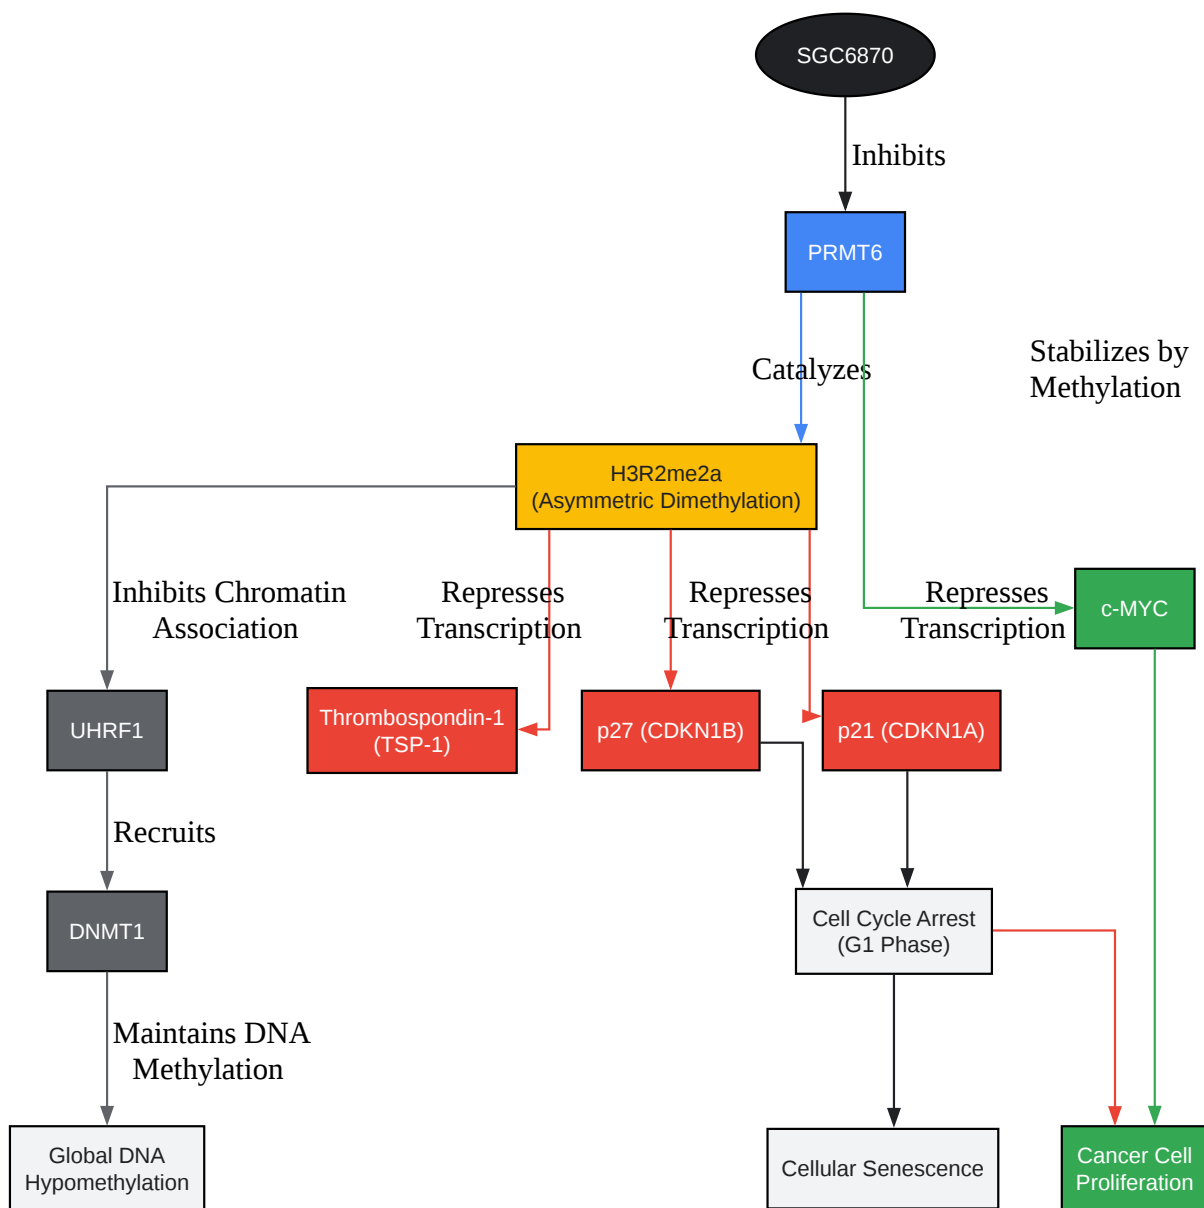 SGC6870
Inhibits
PRMT6
Catalyzes
Stabilizes by
Methylation
H3R2me2a
(Asymmetric Dimethylation)
Inhibits Chromatin
Association
Represses
Transcription
Represses
Transcription
Represses
Transcription
c-MYC
UHRF1
Thrombospondin-1
(TSP-1)
p27 (CDKN1B)
p21 (CDKN1A)
Recruits
DNMT1
Cell Cycle Arrest
(G1 Phase)
Maintains DNA
Methylation
Global DNA
Hypomethylation
Cellular Senescence
Cancer Cell
Proliferation